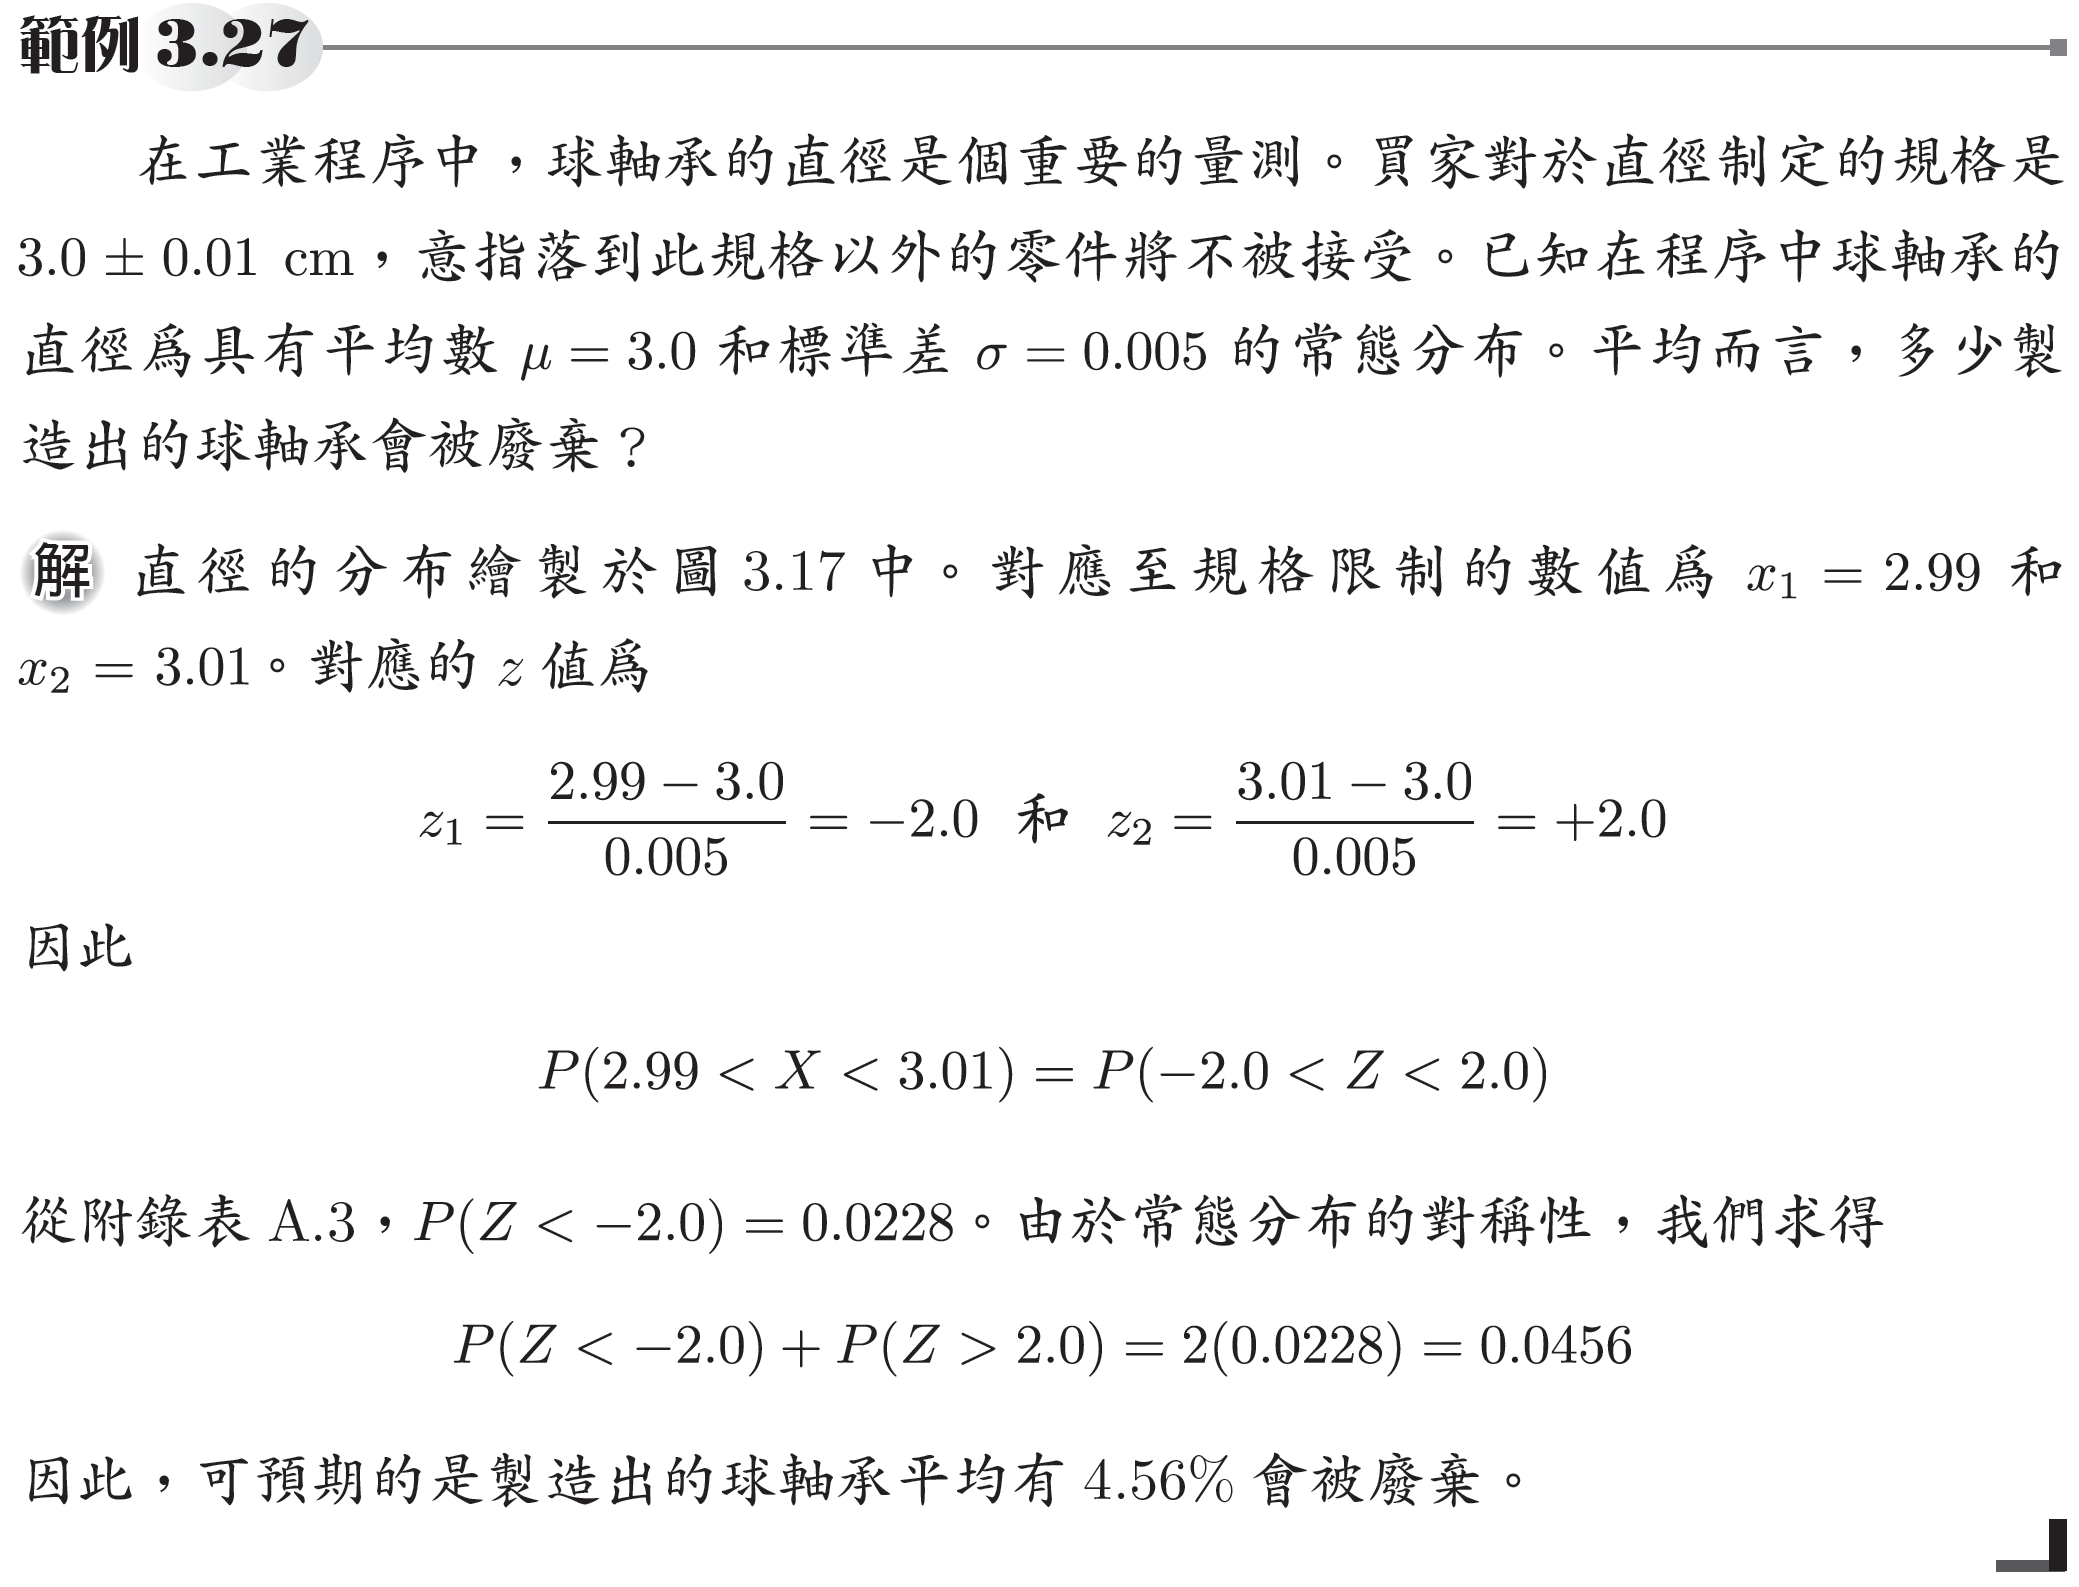 範例 3.27
在工業程序中，球軸承的直徑是個重要的量測。買家對於直徑制定的規格是
3.0 ± 0.01 cm，意指落到此規格以外的零件將不被接受。已知在程序中球軸承的
直徑爲具有平均數 μ = 3.0 和標準差 σ = 0.005 的常態分布。平均而言，多少製
造出的球軸承會被廢棄？
解 直徑的分布繪製於圖 3.17 中。對應至規格限制的數值爲 x₁ = 2.99 和
x₂ = 3.01。對應的 z 值爲
z₁ = (2.99 − 3.0)/0.005 = −2.0 和 z₂ = (3.01 − 3.0)/0.005 = +2.0
因此
P(2.99 < X < 3.01) = P(−2.0 < Z < 2.0)
從附錄表 A.3，P(Z < −2.0) = 0.0228。由於常態分布的對稱性，我們求得
P(Z < −2.0) + P(Z > 2.0) = 2(0.0228) = 0.0456
因此，可預期的是製造出的球軸承平均有 4.56% 會被廢棄。